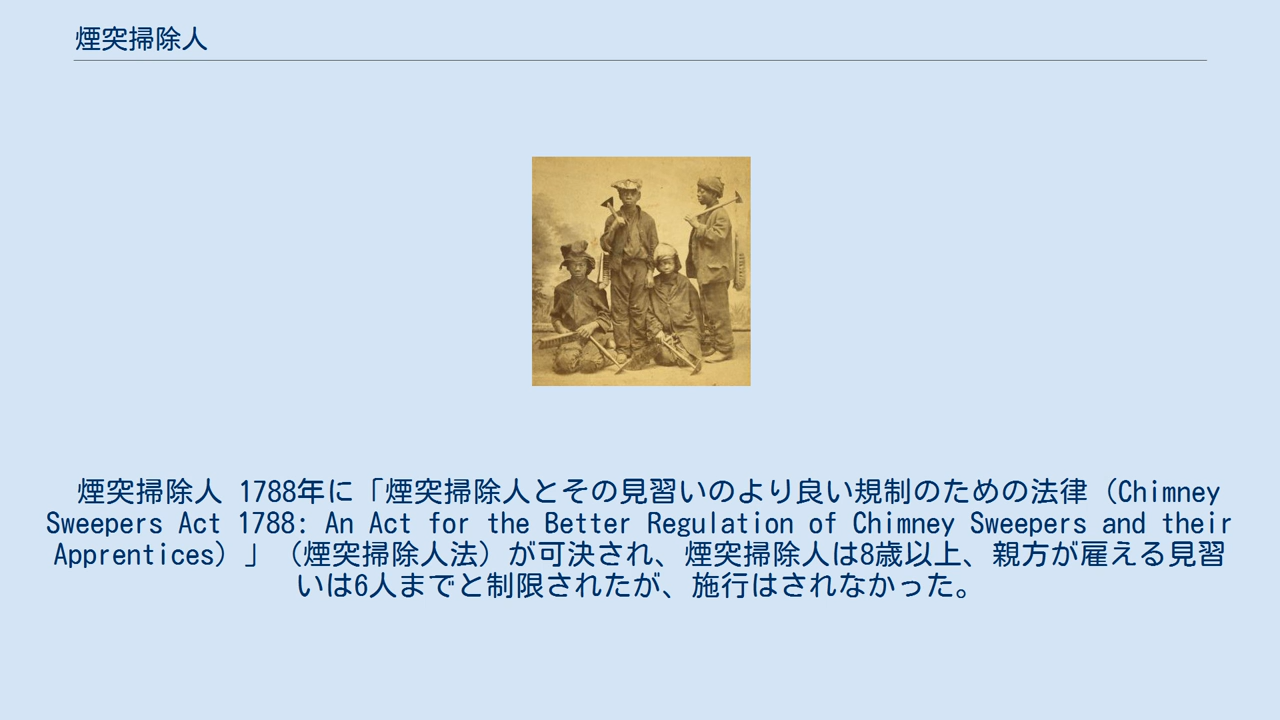 煙突掃除人
煙突掃除人 1788年に「煙突掃除人とその見習いのより良い規制のための法律（Chimney
Sweepers Act 1788: An Act for the Better Regulation of Chimney Sweepers and their
Apprentices）」（煙突掃除人法）が可決され、煙突掃除人は8歳以上、親方が雇える見習
いは6人までと制限されたが、施行はされなかった。